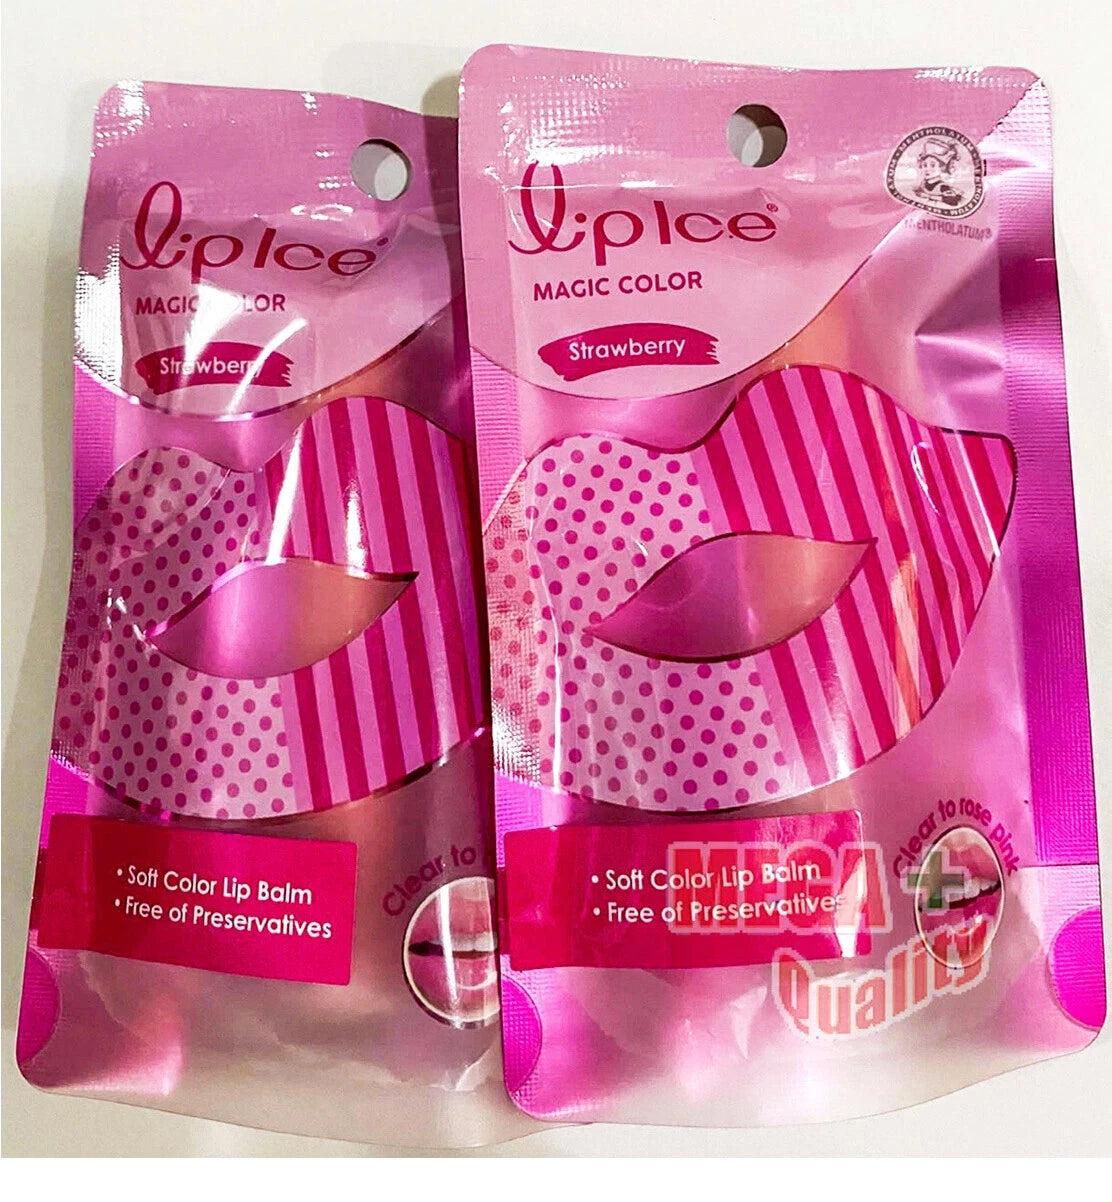 lipIce®
MAGIC COLOR
Strawberry
• Soft Color Lip Balm
• Free of Preservatives
Clear to
lipIce®
MAGIC COLOR
Strawberry
MENTHOLATUM
MENTHOLATUM®
• Soft Color Lip Balm
• Free of Preservatives
Clear to rose pink
MEGA +
Quality